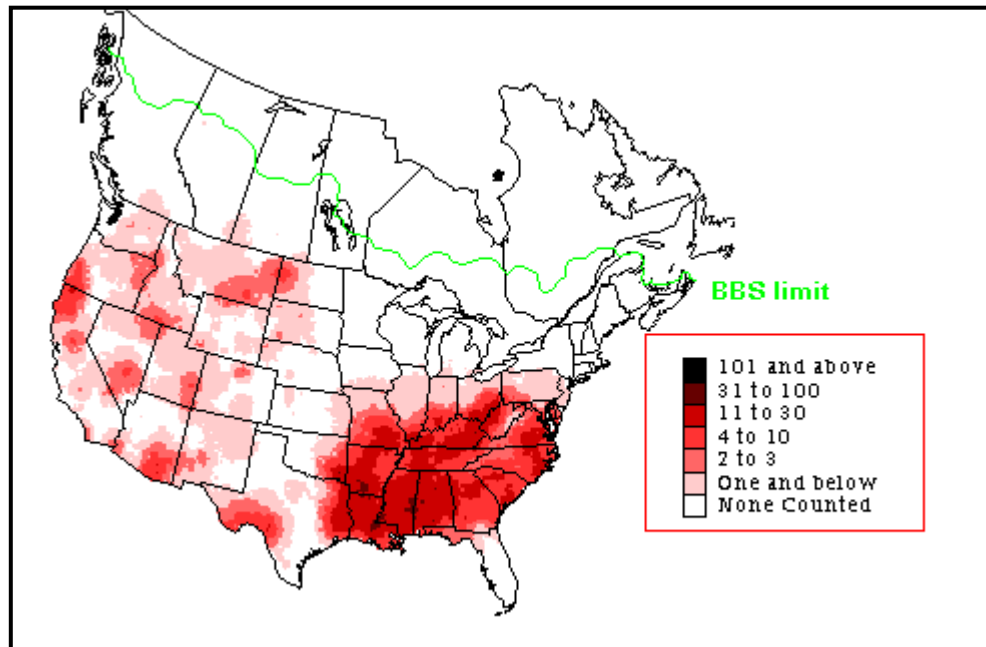 BBS limit
101 and above
31 to 100
11 to 30
4 to 10
2 to 3
One and below
None Counted